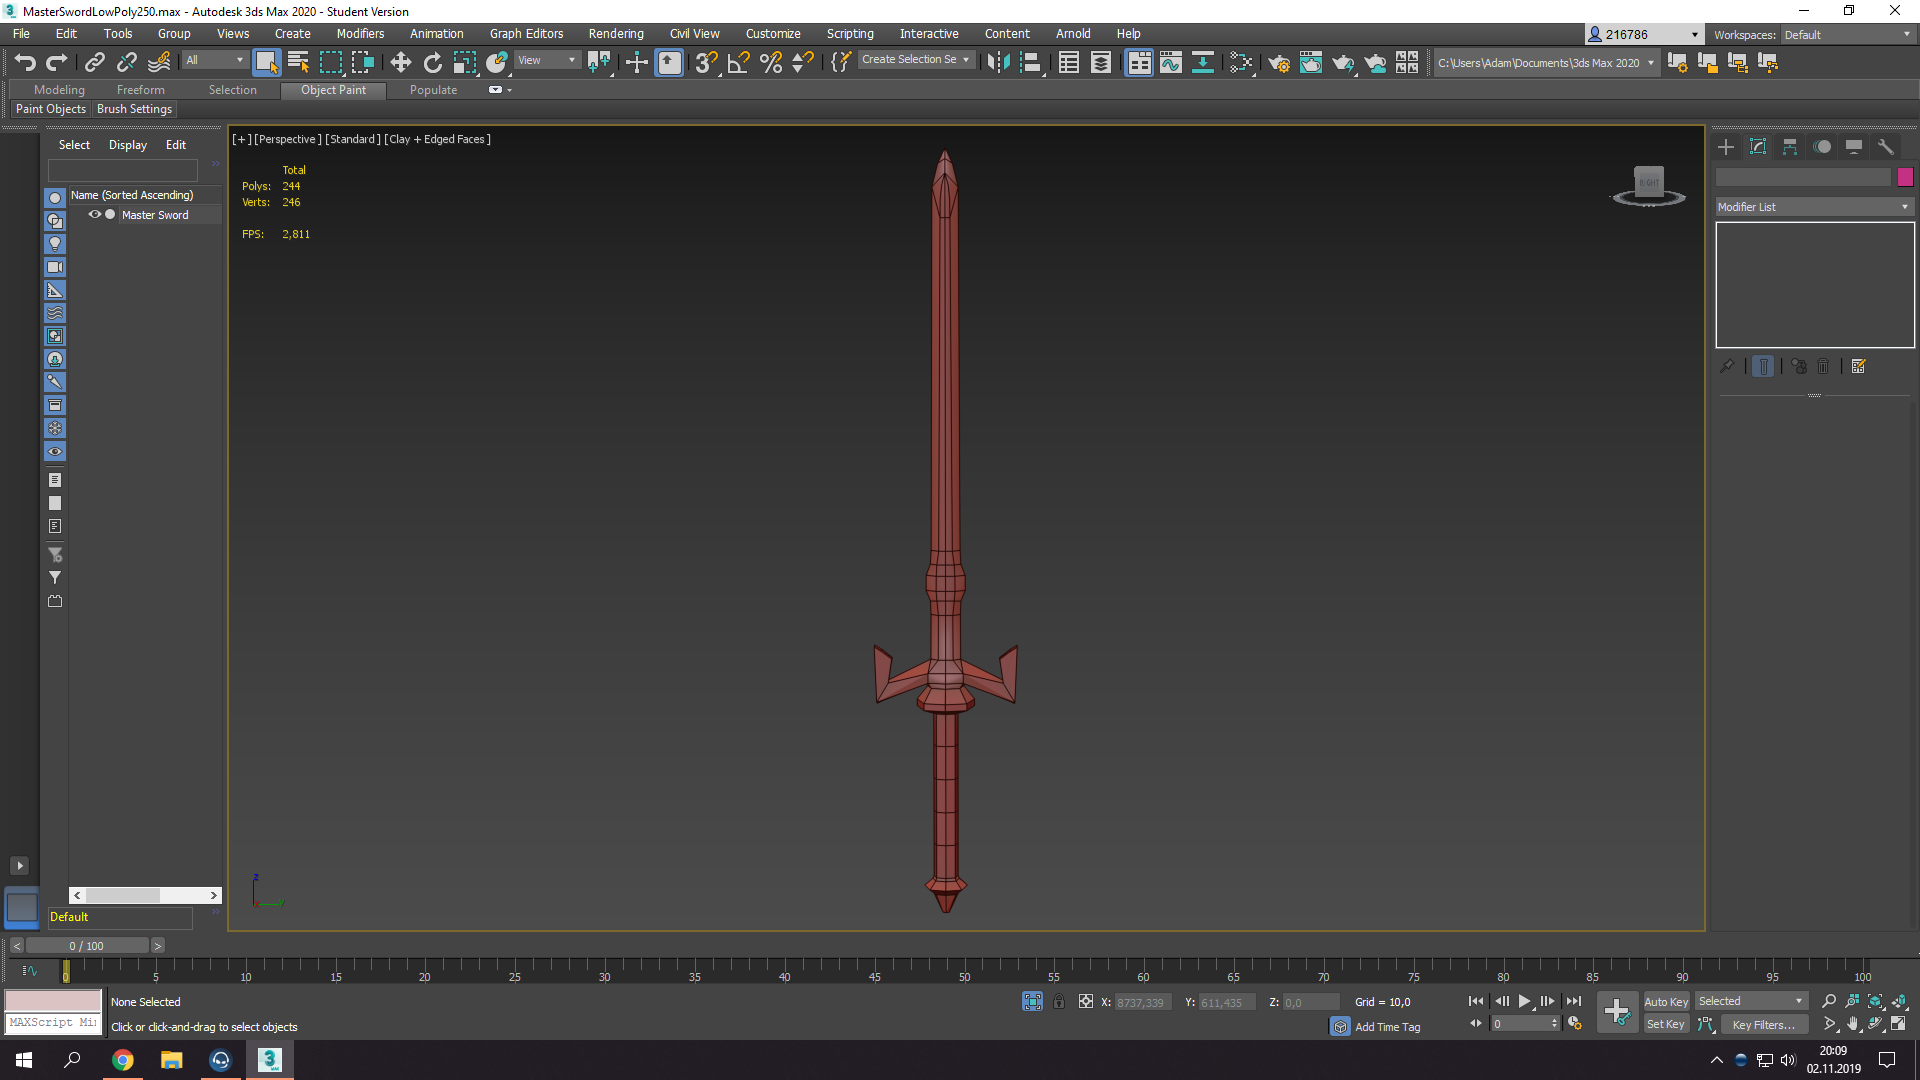 MasterSwordLowPoly250.max - Autodesk 3ds Max 2020 - Student Version
File Edit Tools Group Views Create Modifiers Animation Graph Editors Rendering Civil View Customize Scripting Interactive Content Arnold Help 216786 Workspaces: Default
All View Create Selection Se C:\Users\Adam\Documents\3ds Max 2020
Modeling Freeform Selection Object Paint Populate
Paint Objects Brush Settings
Select Display Edit
[+] [Perspective ] [Standard ] [Clay + Edged Faces ]
Total
Polys: 244
Verts: 246
FPS: 2,811
RIGHT
Name (Sorted Ascending)
Master Sword
Modifier List
z
Y
Default
0 / 100
0 5 10 15 20 25 30 35 40 45 50 55 60 65 70 75 80 85 90 95 100
None Selected X: 8737,339 Y: 611,435 Z: 0,0 Grid = 10,0 Auto Key Selected
MAXScript Mi Click or click-and-drag to select objects Add Time Tag 0 Set Key Key Filters...
20:09
02.11.2019